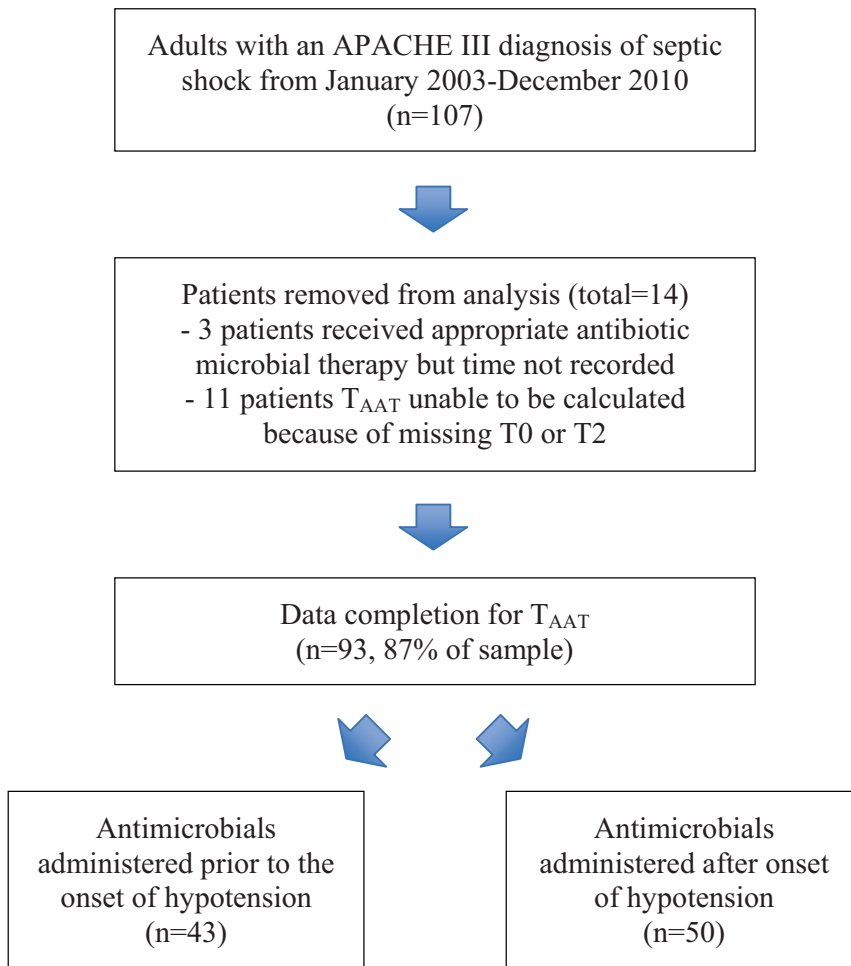 Adults with an APACHE III diagnosis of septic
shock from January 2003-December 2010
(n=107)
Patients removed from analysis (total=14)
- 3 patients received appropriate antibiotic
microbial therapy but time not recorded
- 11 patients TAAT unable to be calculated
because of missing T0 or T2
Data completion for TAAT
(n=93, 87% of sample)
Antimicrobials
administered prior to the
onset of hypotension
(n=43)
Antimicrobials
administered after onset
of hypotension
(n=50)